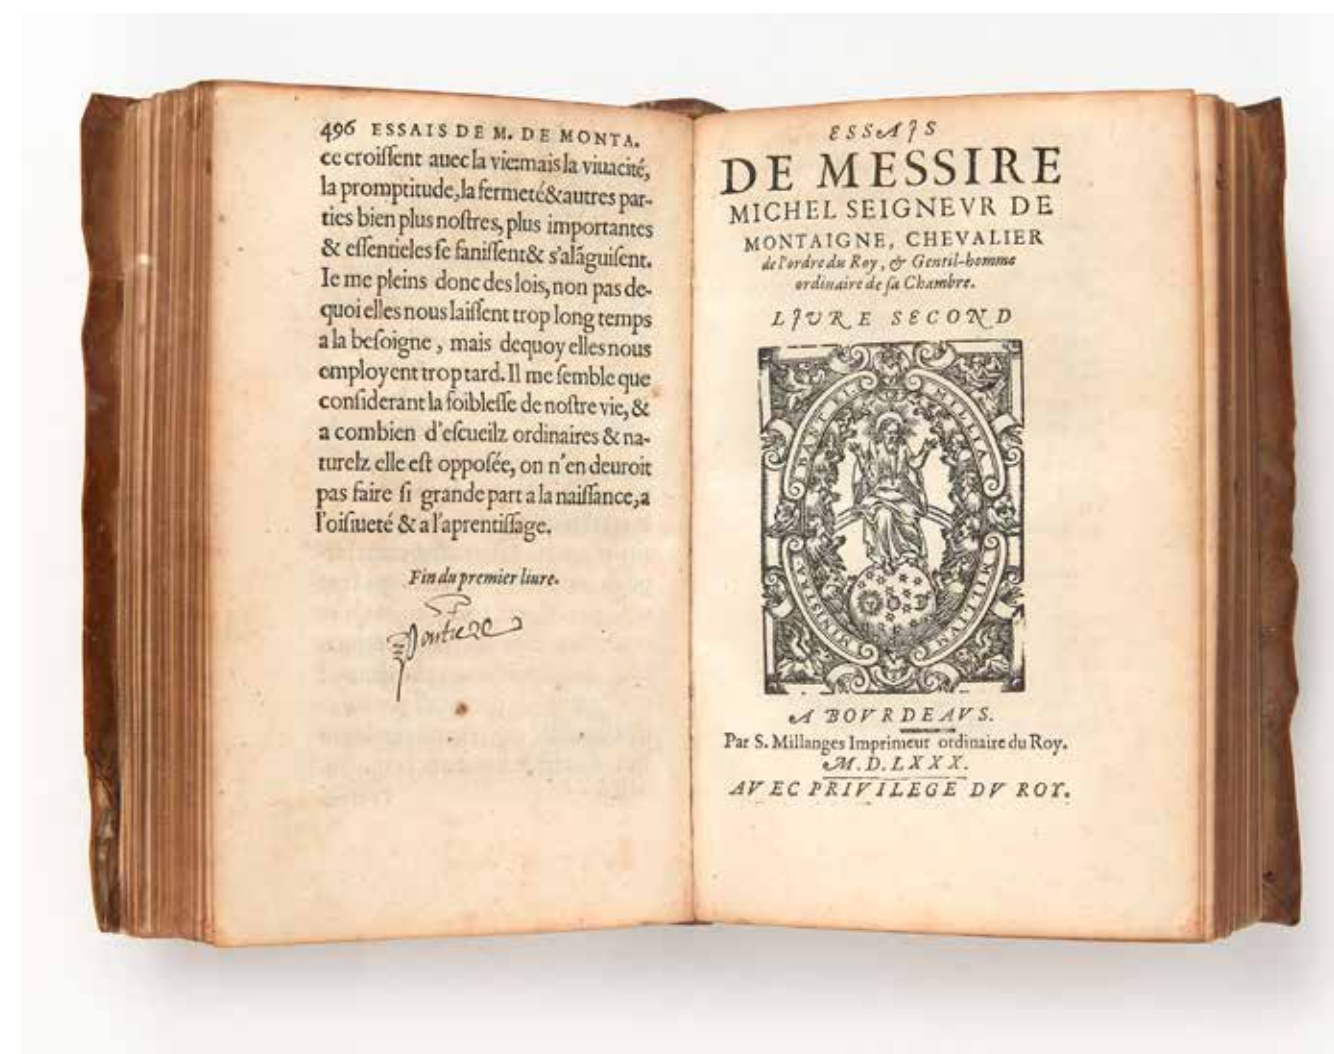 496 ESSAIS DE M. DE MONTA.
ce croiſſent auec la vie:mais la viuacité,
la promptitude,la fermeté&autres par-
ties bien plus noſtres, plus importantes
& eſſentieles ſe faniſſent& s'alãguiſent.
Ie me pleins donc des lois, non pas de-
quoi elles nous laiſſent trop long temps
a la beſoigne , mais dequoy elles nous
employent trop tard. Il me ſemble que
conſiderant la foibleſſe de noſtre vie, &
a combien d'eſcueilz ordinaires & na-
turelz elle eſt oppoſée, on n'en deuroit
pas faire ſi grande part a la naiſſance,a
l'oiſiueté & a l'aprentiſſage.
Fin du premier liure.
ESSAIS
DE MESSIRE
MICHEL SEIGNEVR DE
MONTAIGNE, CHEVALIER
de l'ordre du Roy, & Gentil-homme
ordinaire de ſa Chambre.
LIVRE SECOND
BANT EI
MILLIA
MILLIVM
MINISTRA
A BOVRDEAVS.
Par S. Millanges Imprimeur ordinaire du Roy.
M.D.LXXX.
AVEC PRIVILEGE DV ROY.